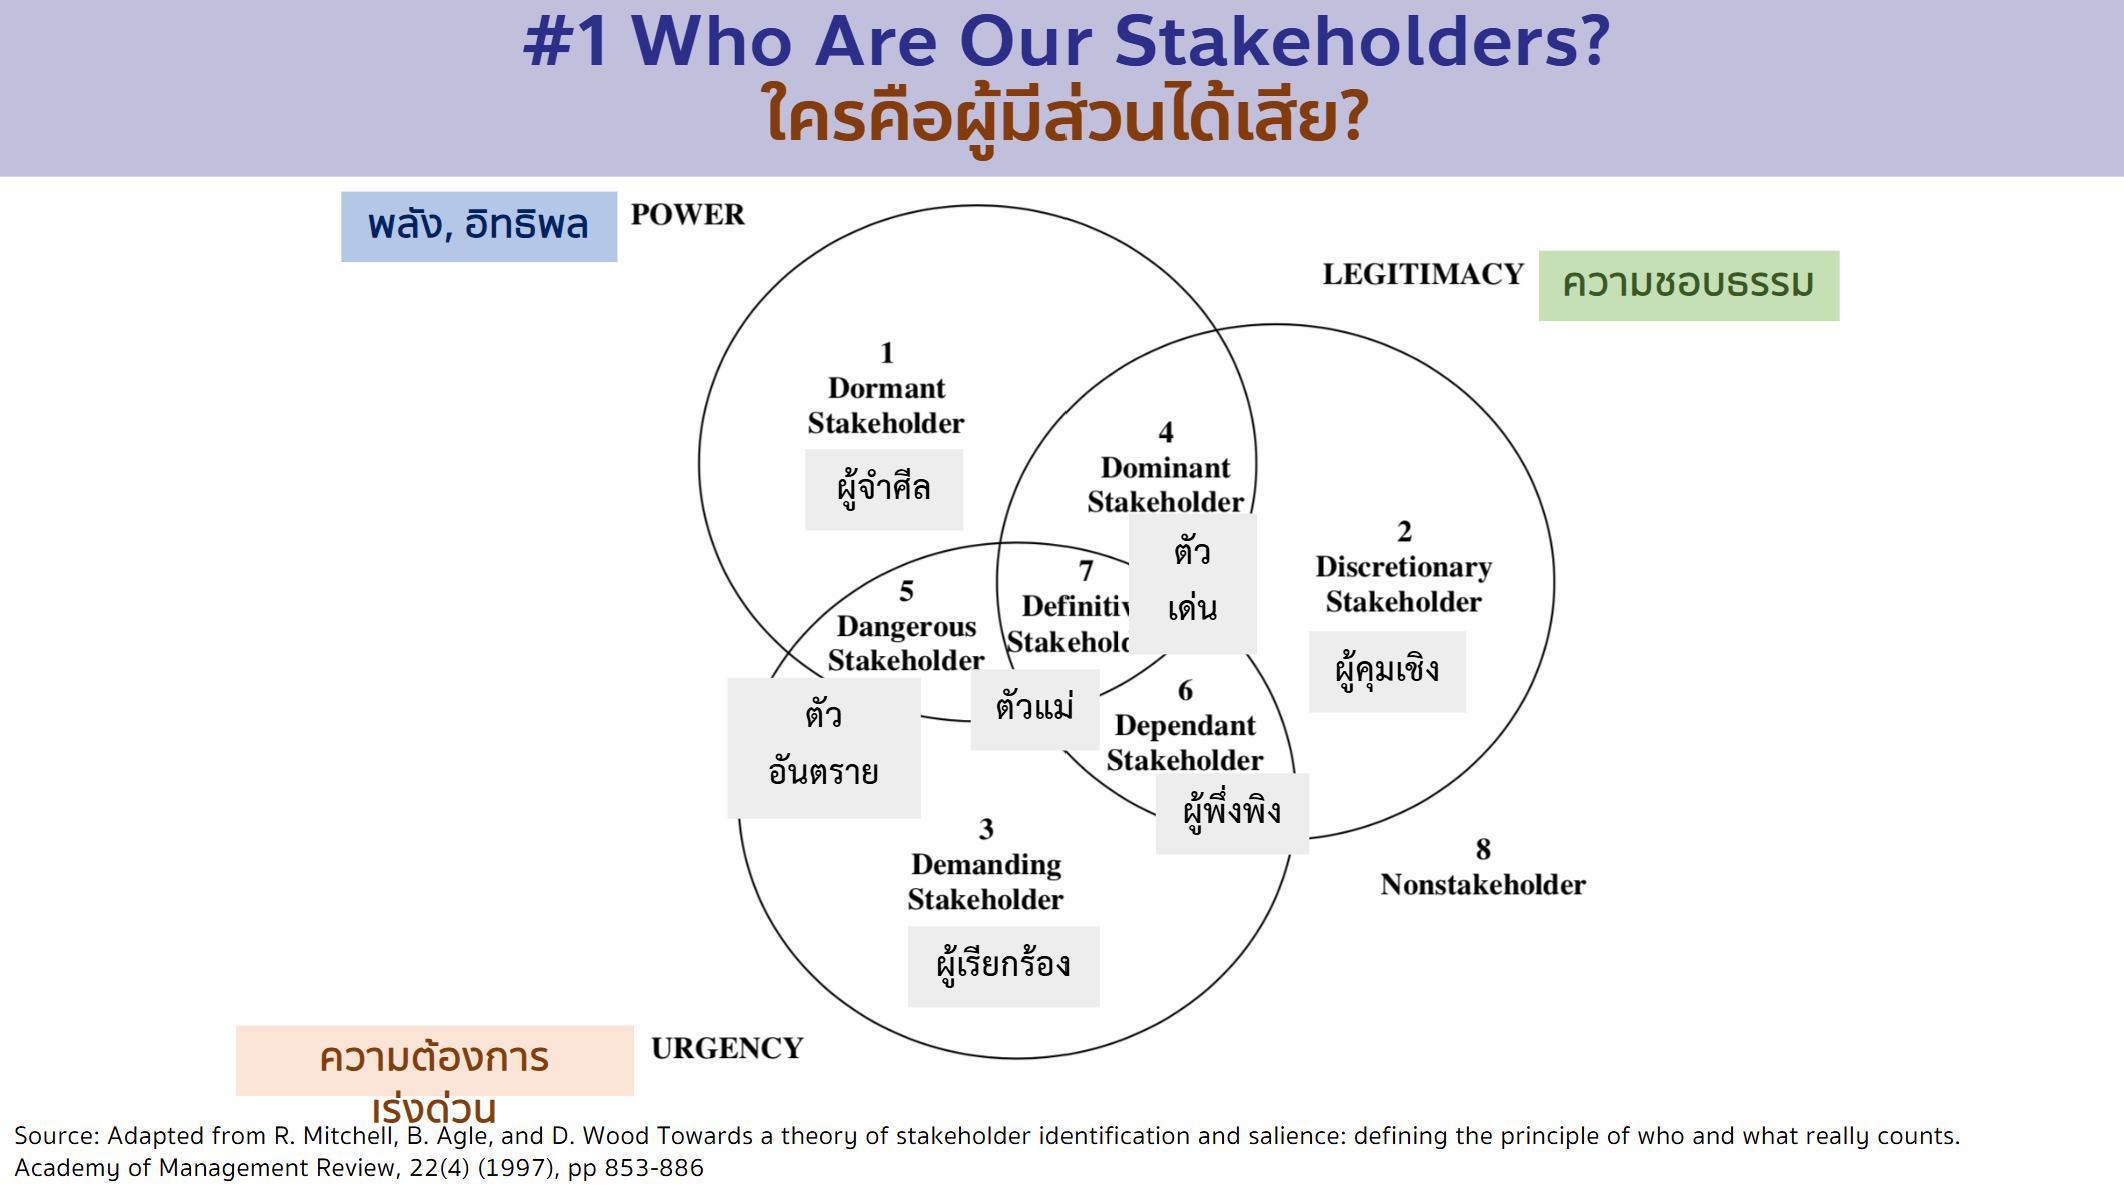 #1 Who Are Our Stakeholders?
ใครคือผู้มีส่วนได้เสีย?
พลัง, อิทธิพล
POWER
LEGITIMACY
ความชอบธรรม
1
Dormant
Stakeholder
ผู้จำศีล
4
Dominant
Stakeholder
ตัว
เด่น
2
Discretionary
Stakeholder
ผู้คุมเชิง
5
Dangerous
Stakeholder
ตัว
อันตราย
7
Definitiv
Stakehold
ตัวแม่
6
Dependant
Stakeholder
ผู้พึ่งพิง
3
Demanding
Stakeholder
ผู้เรียกร้อง
8
Nonstakeholder
ความต้องการ
เร่งด่วน
URGENCY
Source: Adapted from R. Mitchell, B. Agle, and D. Wood Towards a theory of stakeholder identification and salience: defining the principle of who and what really counts.
Academy of Management Review, 22(4) (1997), pp 853-886